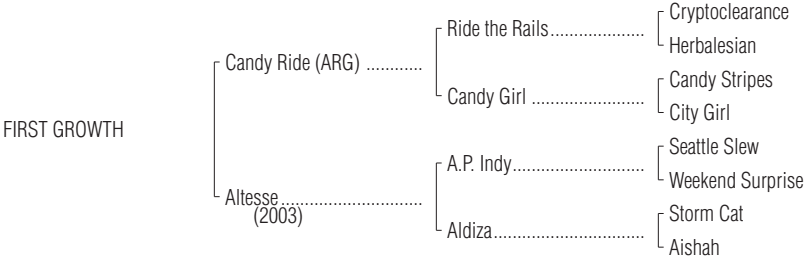 Cryptoclearance
Ride the Rails....................
Herbalesian
Candy Ride (ARG) ............
Candy Stripes
Candy Girl ........................
City Girl
FIRST GROWTH
Seattle Slew
A.P. Indy............................
Weekend Surprise
Altesse..............................
(2003)
Storm Cat
Aldiza................................
Aishah